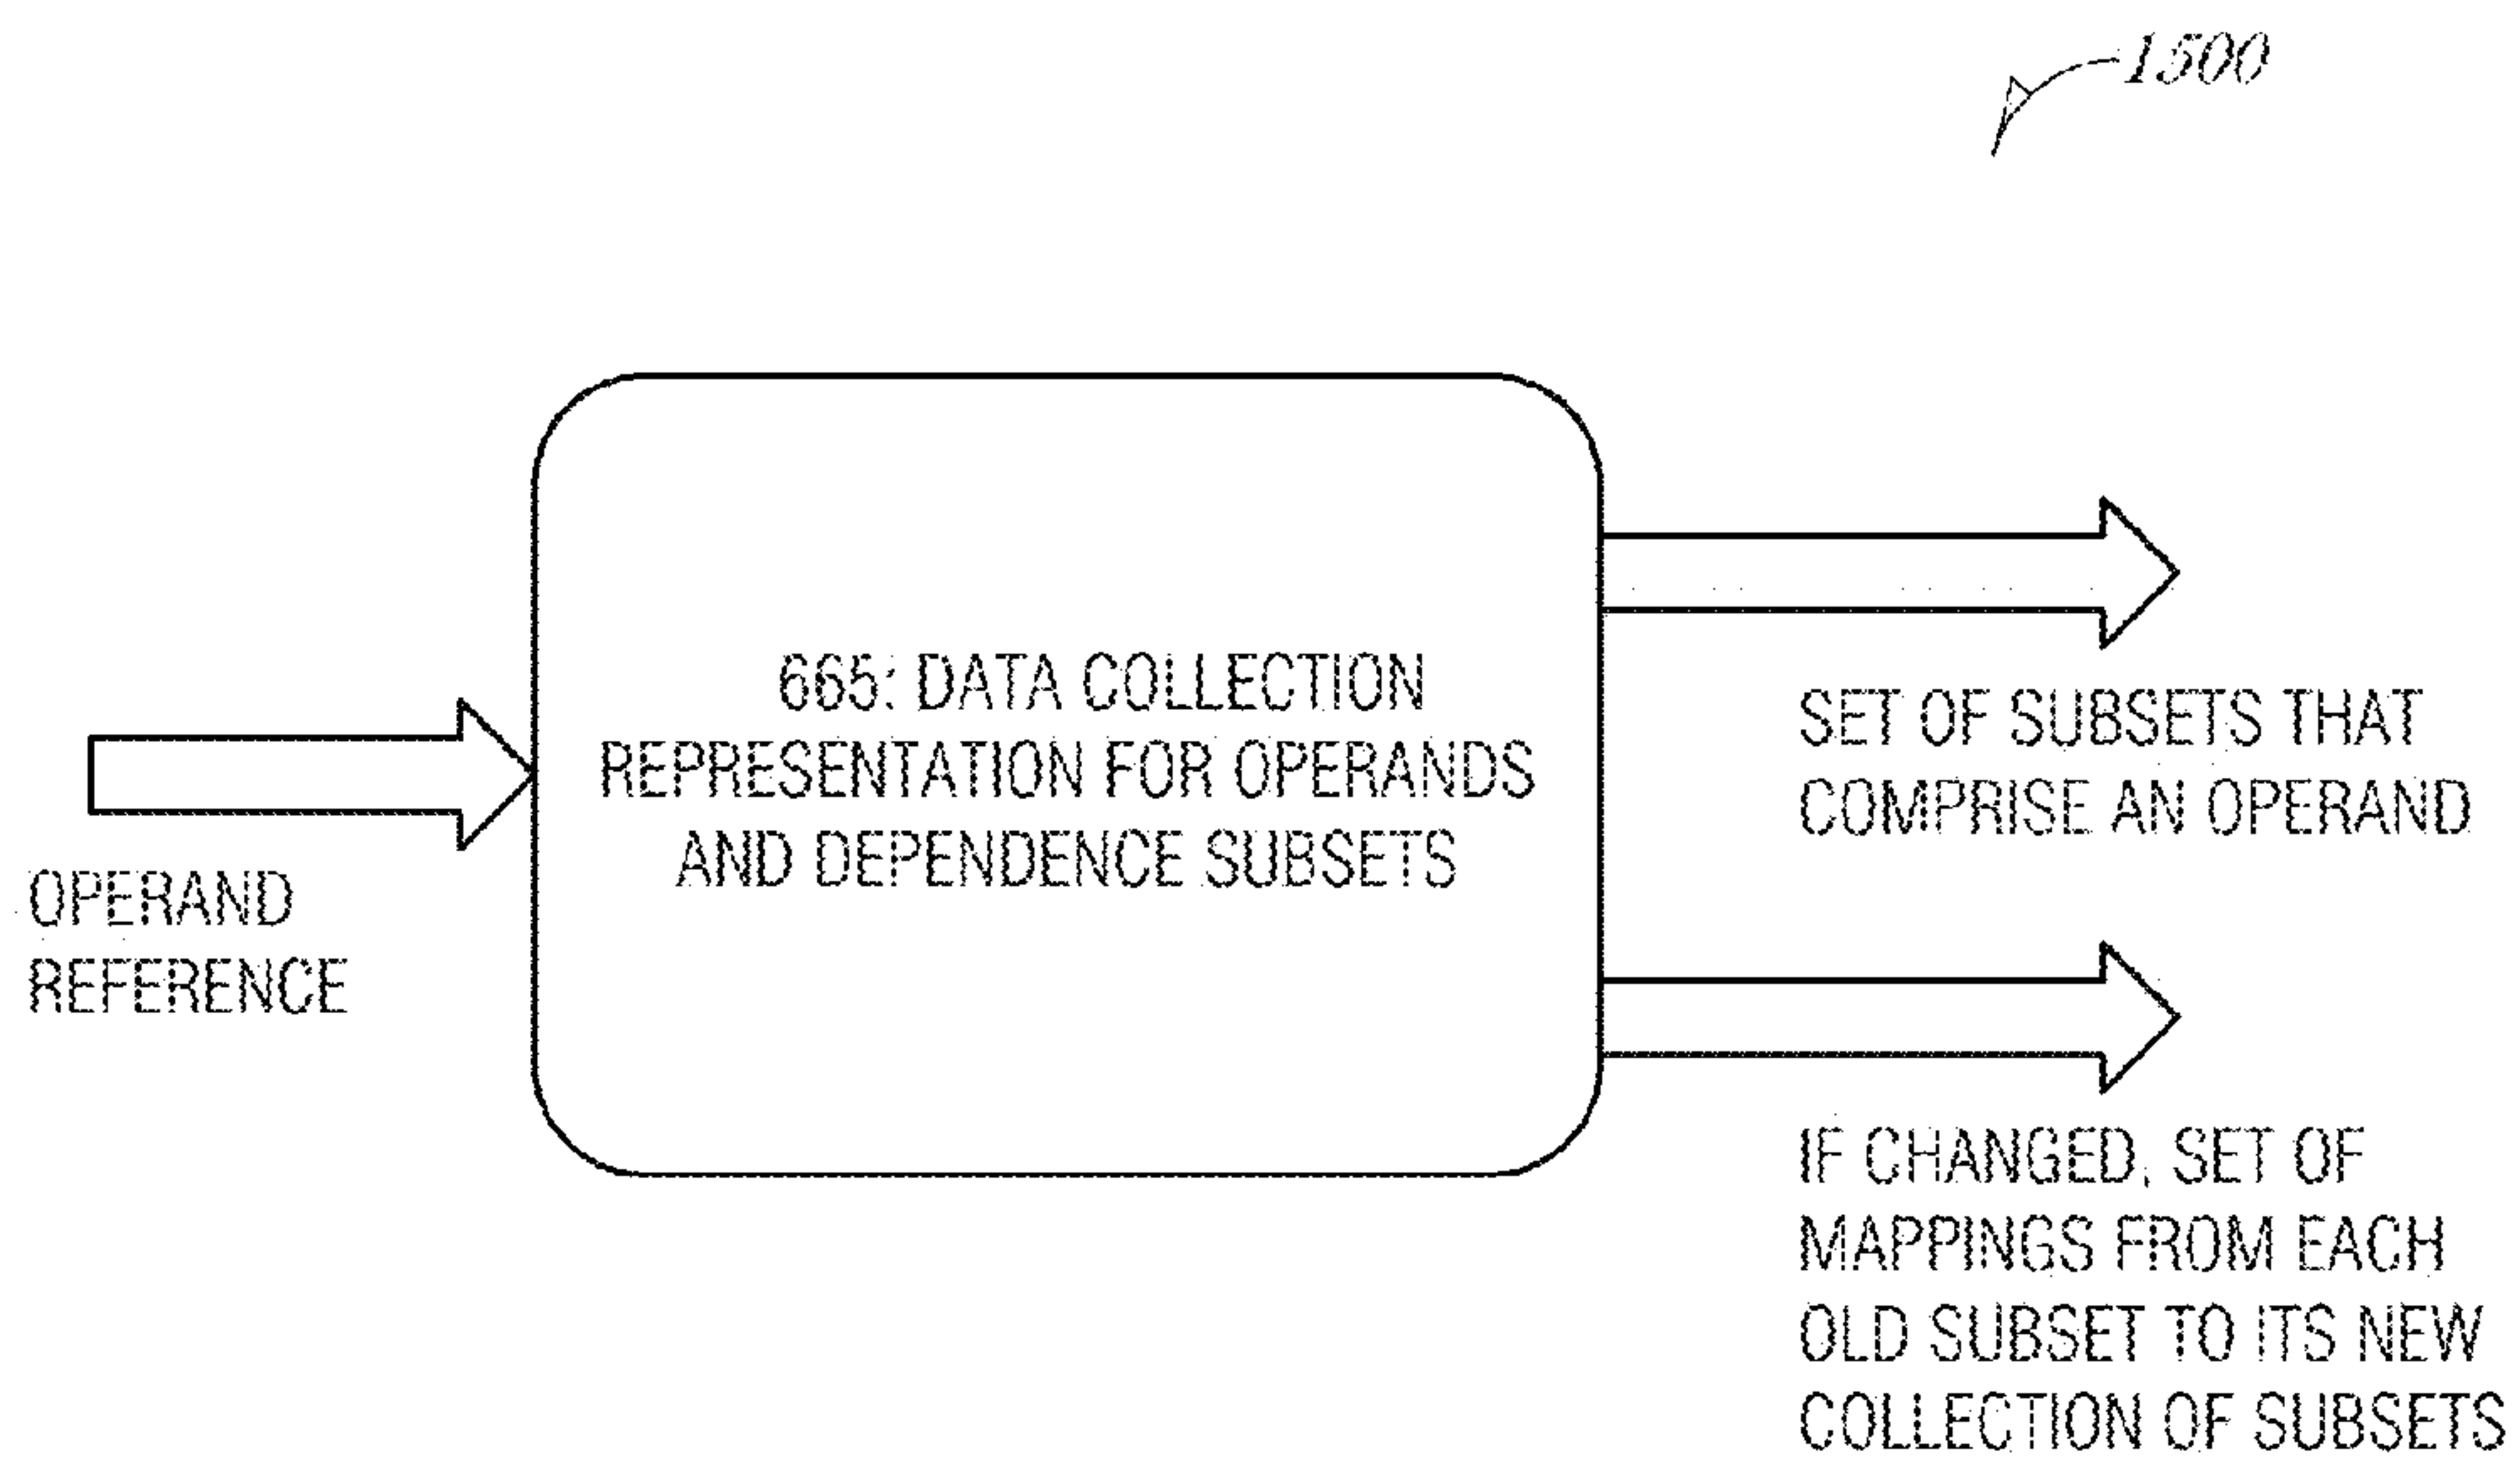 1500
665: DATA COLLECTION
REPRESENTATION FOR OPERANDS
AND DEPENDENCE SUBSETS
OPERAND
REFERENCE
SET OF SUBSETS THAT
COMPRISE AN OPERAND
IF CHANGED, SET OF
MAPPINGS FROM EACH
OLD SUBSET TO ITS NEW
COLLECTION OF SUBSETS